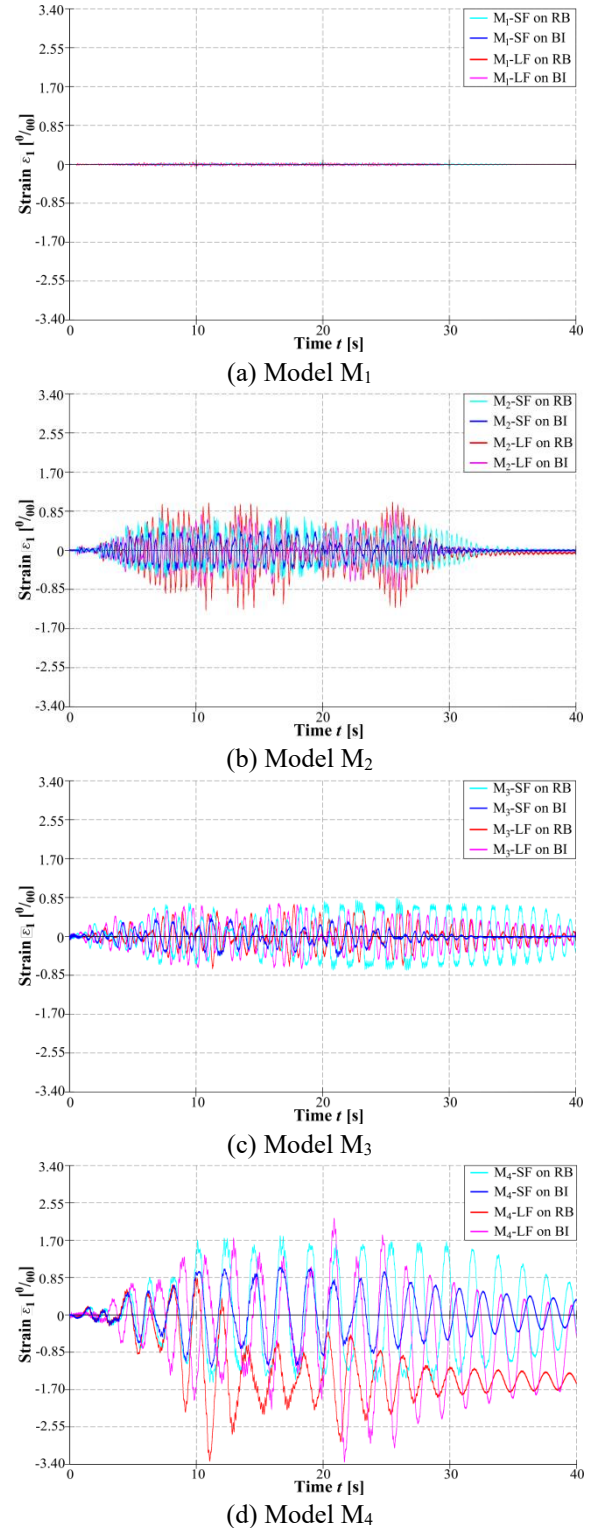 3.40
2.55
1.70
0.85
0
-0.85
-1.70
-2.55
-3.40
Strain ε₁ [⁰/₀₀]
M₁-SF on RB
M₁-SF on BI
M₁-LF on RB
M₁-LF on BI
0 10 20 30 40
Time t [s]
(a) Model M₁
3.40
2.55
1.70
0.85
0
-0.85
-1.70
-2.55
-3.40
Strain ε₁ [⁰/₀₀]
M₂-SF on RB
M₂-SF on BI
M₂-LF on RB
M₂-LF on BI
0 10 20 30 40
Time t [s]
(b) Model M₂
3.40
2.55
1.70
0.85
0
-0.85
-1.70
-2.55
-3.40
Strain ε₁ [⁰/₀₀]
M₃-SF on RB
M₃-SF on BI
M₃-LF on RB
M₃-LF on BI
0 10 20 30 40
Time t [s]
(c) Model M₃
3.40
2.55
1.70
0.85
0
-0.85
-1.70
-2.55
-3.40
Strain ε₁ [⁰/₀₀]
M₄-SF on RB
M₄-SF on BI
M₄-LF on RB
M₄-LF on BI
0 10 20 30 40
Time t [s]
(d) Model M₄